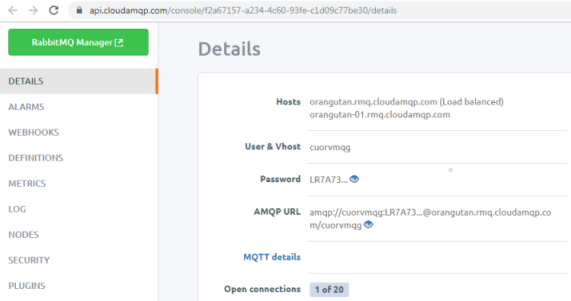 api.cloudamqp.com/console/f2a67157-a234-4c60-93fe-c1d09c77be30/details
RabbitMQ Manager
Details
DETAILS
ALARMS
WEBHOOKS
DEFINITIONS
METRICS
LOG
NODES
SECURITY
PLUGINS
Hosts orangutan.rmq.cloudamqp.com (Load balanced)
orangutan-01.rmq.cloudamqp.com
User & Vhost cuorvmqg
Password LR7A73...
AMQP URL amqp://cuorvmqg:LR7A73...@orangutan.rmq.cloudamqp.co
m/cuorvmqg
MQTT details
Open connections 1 of 20